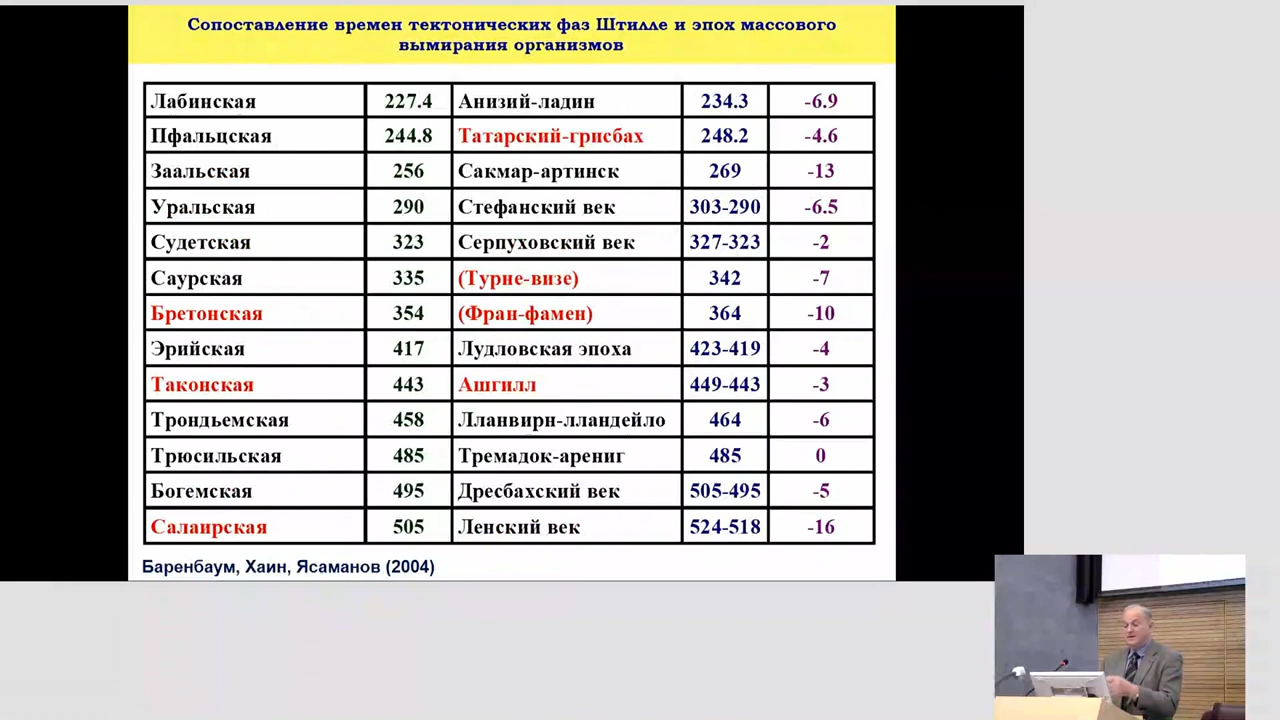 Сопоставление времен тектонических фаз Штилле и эпох массового
вымирания организмов
Лабинская 227.4 Анизий-ладин 234.3 -6.9
Пфальцская 244.8 Татарский-грисбах 248.2 -4.6
Заальская 256 Сакмар-артинск 269 -13
Уральская 290 Стефанский век 303-290 -6.5
Судетская 323 Серпуховский век 327-323 -2
Саурская 335 (Турне-визе) 342 -7
Бретонская 354 (Фран-фамен) 364 -10
Эрийская 417 Лудловская эпоха 423-419 -4
Таконская 443 Ашгилл 449-443 -3
Трондьемская 458 Лланвирн-лландейло 464 -6
Трюсильская 485 Тремадок-арениг 485 0
Богемская 495 Дресбахский век 505-495 -5
Салаирская 505 Ленский век 524-518 -16
Баренбаум, Хаин, Ясаманов (2004)